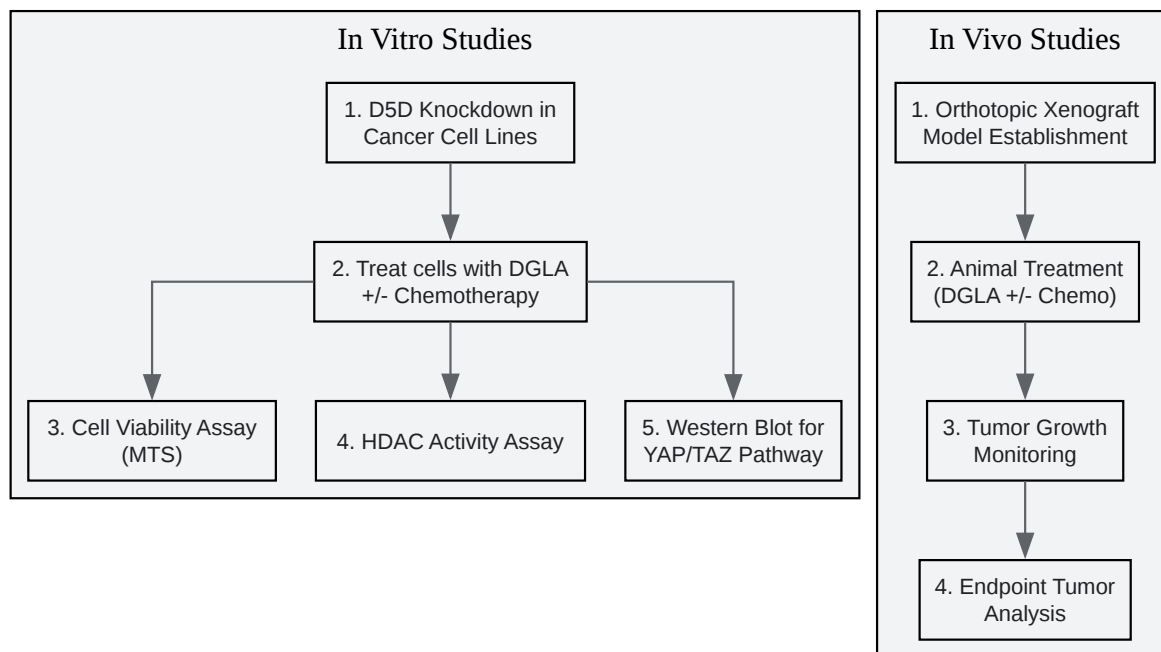 In Vitro Studies
1. D5D Knockdown in
Cancer Cell Lines
2. Treat cells with DGLA
+/- Chemotherapy
3. Cell Viability Assay
(MTS)
4. HDAC Activity Assay
5. Western Blot for
YAP/TAZ Pathway
In Vivo Studies
1. Orthotopic Xenograft
Model Establishment
2. Animal Treatment
(DGLA +/- Chemo)
3. Tumor Growth
Monitoring
4. Endpoint Tumor
Analysis